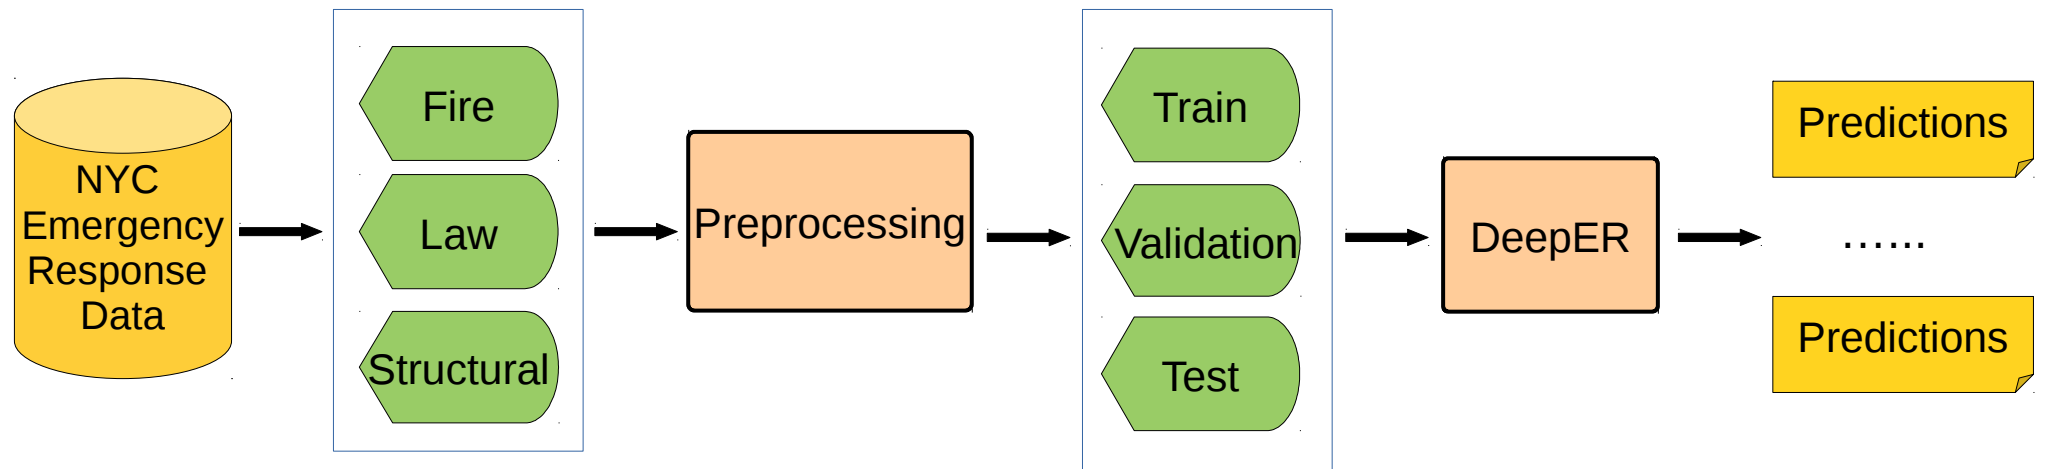 NYC
Emergency
Response
Data
Fire
Law
Structural
Preprocessing
Train
Validation
Test
DeepER
Predictions
…...
Predictions